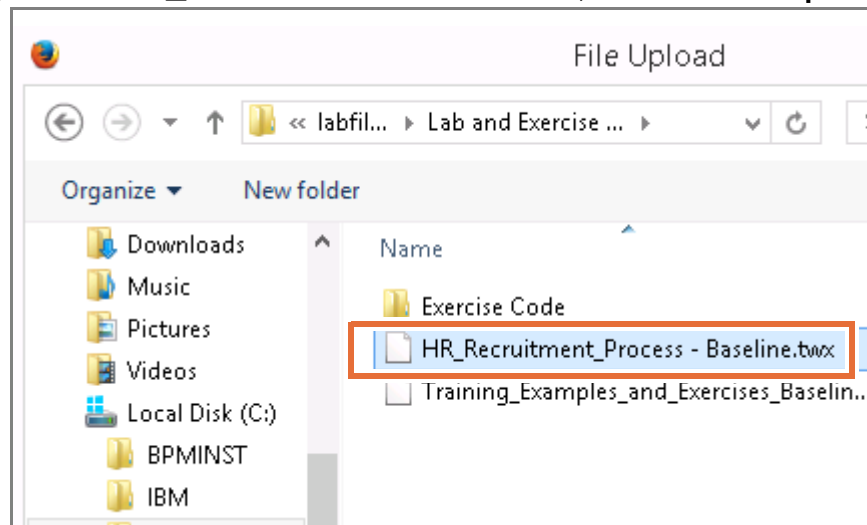 File Upload
« labfil... Lab and Exercise ...
Organize New folder
Downloads
Music
Pictures
Videos
Local Disk (C:)
BPMINST
IBM
Name
Exercise Code
HR_Recruitment_Process - Baseline.twx
Training_Examples_and_Exercises_Baselin...